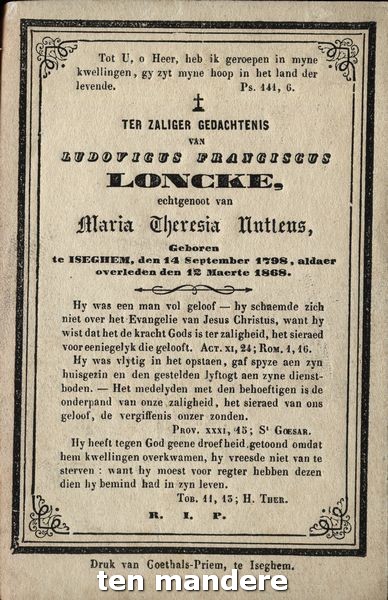 Tot U, o Heer, heb ik geroepen in myne
kwellingen, gy zyt myne hoop in het land der
levende. Ps. 141, 6.
TER ZALIGER GEDACHTENIS
VAN
LUDOVICUS FRANCISCUS
LONCKE,
echtgenoot van
Maria Theresia Nuttens,
Geboren
te ISEGHEM, den 14 September 1798, aldaer
overleden den 12 Maerte 1868.
Hy was een man vol geloof — hy schaemde zich
niet over het Evangelie van Jesus Christus, want hy
wist dat het de kracht Gods is ter zaligheid, het sieraed
voor eeniegelyk die gelooft. ACT. XI, 24; ROM. 1, 16.
Hy was vlytig in het opstaen, gaf spyze aen zyn
huisgezin en den gestelden lyftogt aen zyne dienst-
boden. — Het medelyden met den behoeftigen is de
onderpand van onze zaligheid, het sieraed van ons
geloof, de vergiffenis onzer zonden.
PROV. XXXI, 15; St GOESAR.
Hy heeft tegen God geene droefheid getoond omdat
hem kwellingen overkwamen, hy vreesde niet van te
sterven : want hy moest voor regter hebben dezen
dien hy bemind had in zyn leven.
TOB. 11, 13; H. THER.
R. I. P.
Druk van Goethals-Priem, te Iseghem.
ten mandere